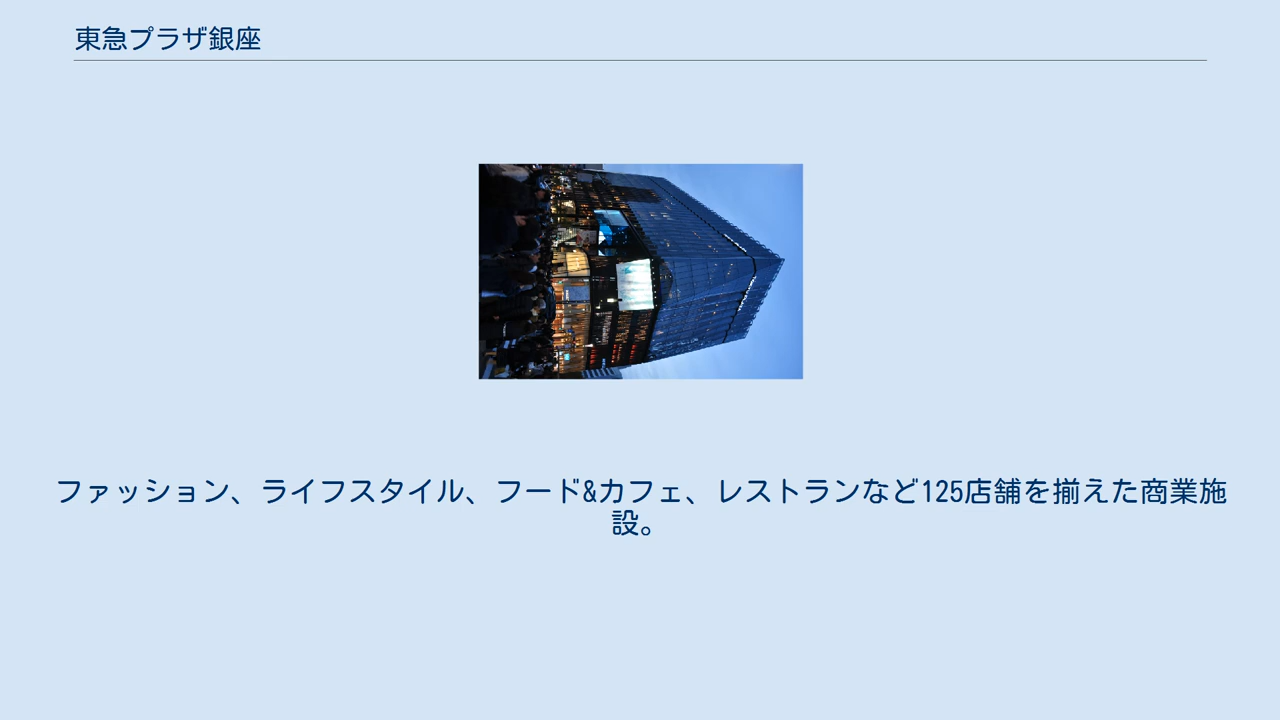 東急プラザ銀座
ファッション、ライフスタイル、フード&カフェ、レストランなど125店舗を揃えた商業施
設。